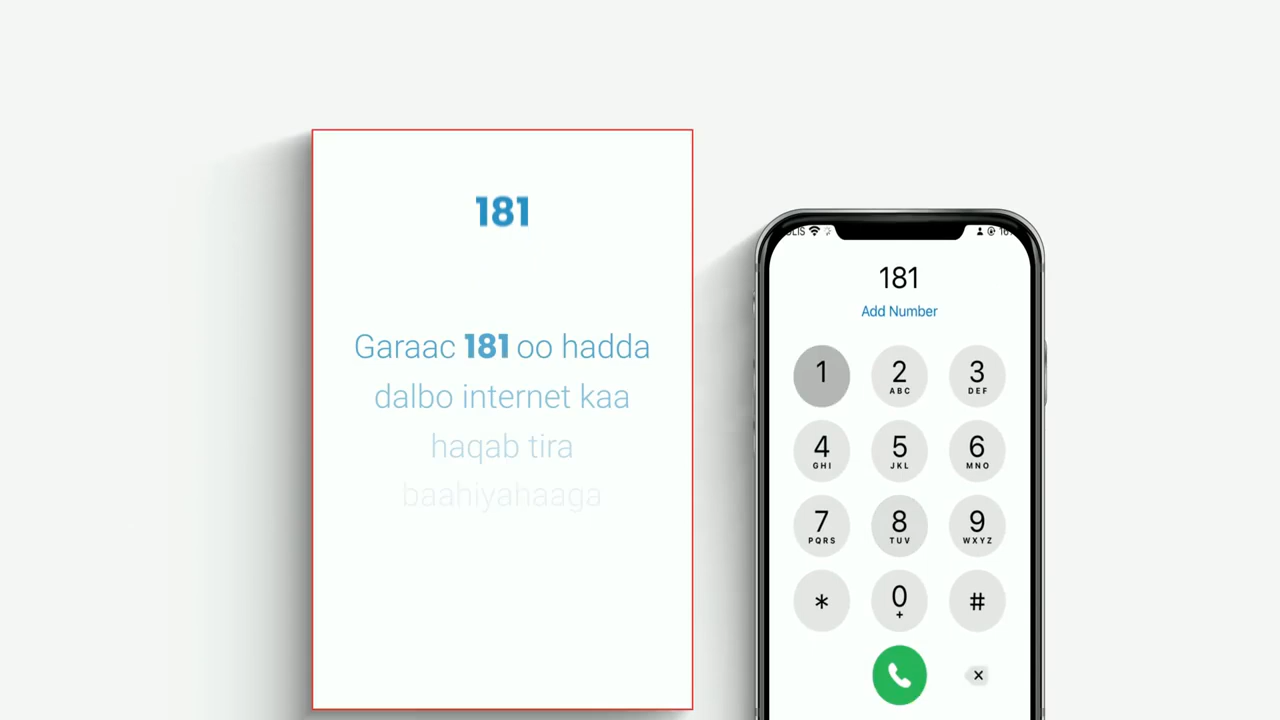 181
Garaac 181 oo hadda
dalbo internet kaa
haqab tira
baahiyahaaga
181
Add Number
1
2
ABC
3
DEF
4
GHI
5
JKL
6
MNO
7
PQRS
8
TUV
9
WXYZ
*
0
+
#